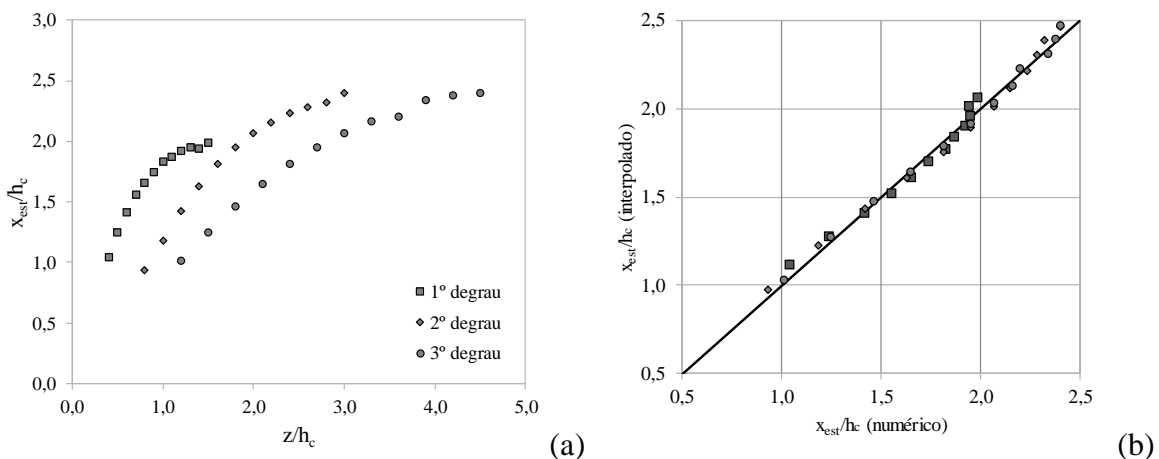 3,0
2,5
2,0
1,5
1,0
0,5
0,0
x_est/h_c
0,0 1,0 2,0 3,0 4,0 5,0
z/h_c
1º degrau
2º degrau
3º degrau
(a)
2,5
2,0
1,5
1,0
0,5
x_est/h_c (interpolado)
0,5 1,0 1,5 2,0 2,5
x_est/h_c (numérico)
(b)